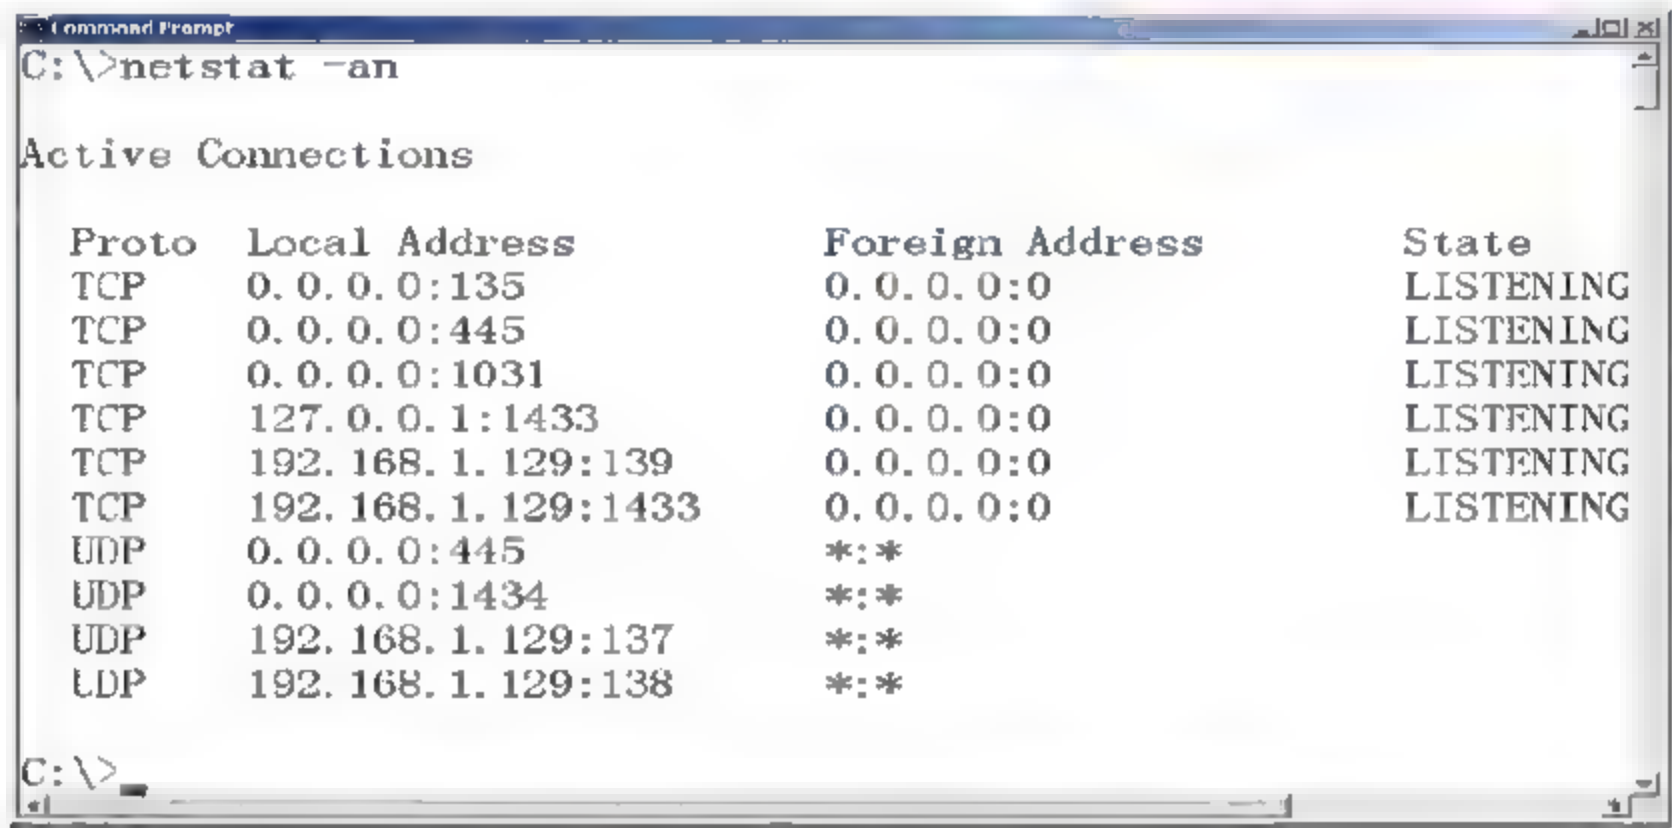 Command Prompt
C:\>netstat -an
Active Connections
Proto Local Address Foreign Address State
TCP 0.0.0.0:135 0.0.0.0:0 LISTENING
TCP 0.0.0.0:445 0.0.0.0:0 LISTENING
TCP 0.0.0.0:1031 0.0.0.0:0 LISTENING
TCP 127.0.0.1:1433 0.0.0.0:0 LISTENING
TCP 192.168.1.129:139 0.0.0.0:0 LISTENING
TCP 192.168.1.129:1433 0.0.0.0:0 LISTENING
UDP 0.0.0.0:445 *:*
UDP 0.0.0.0:1434 *:*
UDP 192.168.1.129:137 *:*
UDP 192.168.1.129:138 *:*
C:\>_